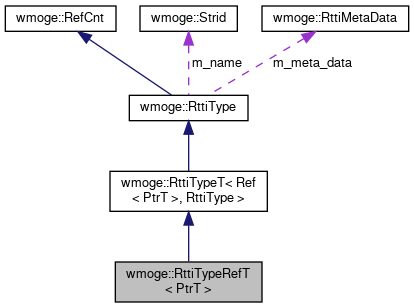 wmoge::RefCnt
wmoge::Strid
wmoge::RttiMetaData
m_name
m_meta_data
wmoge::RttiType
wmoge::RttiTypeT< Ref
< PtrT >, RttiType >
wmoge::RttiTypeRefT
< PtrT >